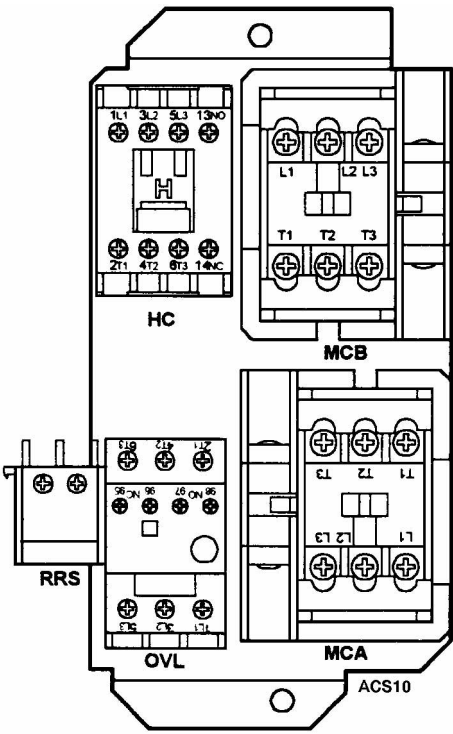 1L1 3L2 5L3 13NO
H
2T1 4T2 6T3 14NC
HC
L1 L2 L3
T1 T2 T3
MCB
6T3 4T2 2T1
95 NC 96 97 NO 98
5L3 3L2 1L1
RRS
OVL
T3 T2 T1
L3 L2 L1
MCA
ACS10